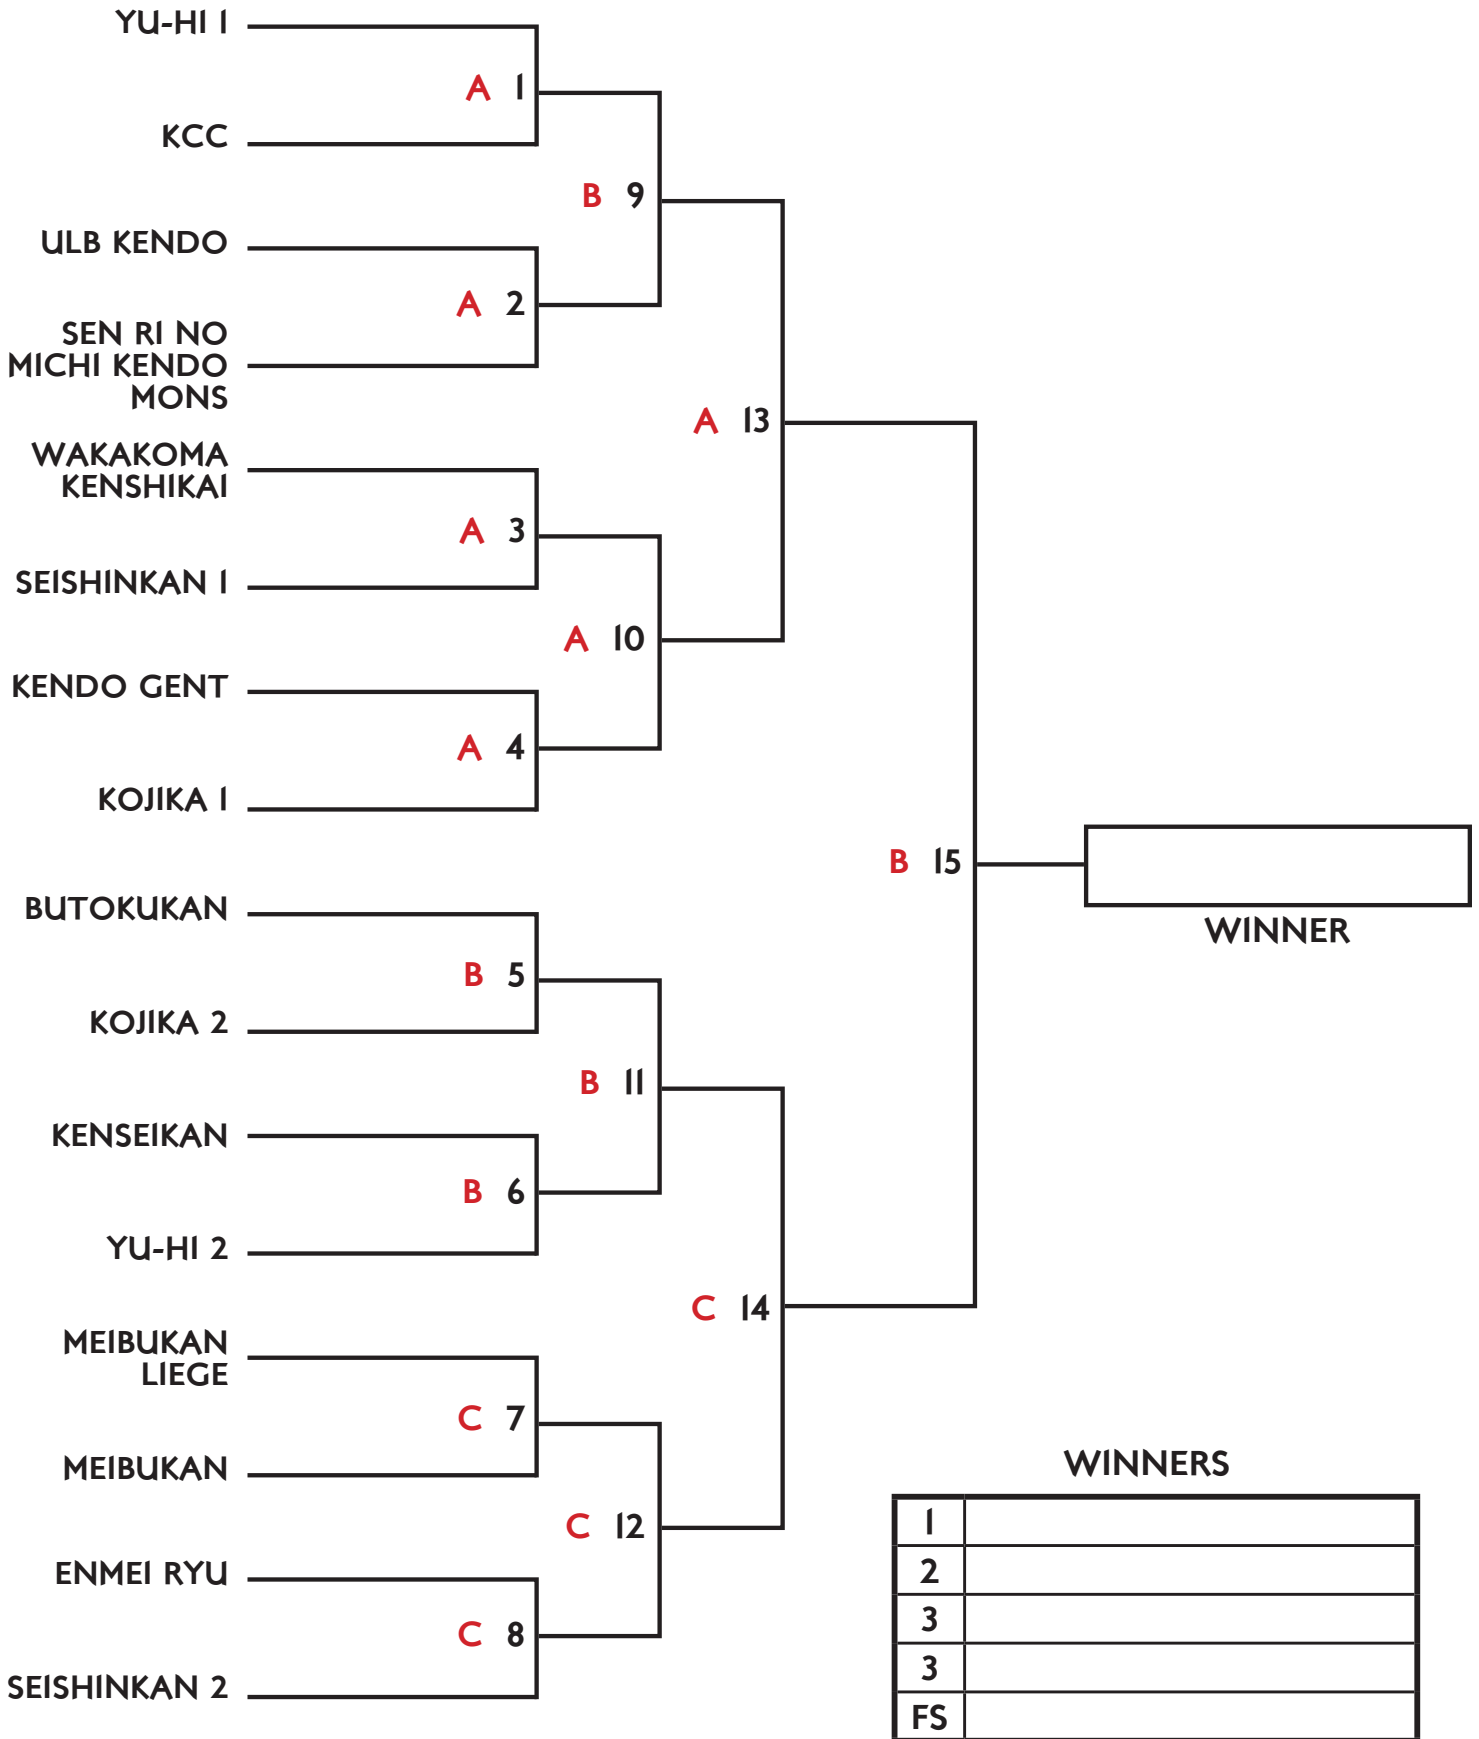 YU-HI 1
A 1
KCC
B 9
ULB KENDO
A 2
SEN RI NO
MICHI KENDO
MONS
A 13
WAKAKOMA
KENSHIKAI
A 3
SEISHINKAN 1
A 10
KENDO GENT
A 4
KOJIKA 1
B 15
WINNER
BUTOKUKAN
B 5
KOJIKA 2
B 11
KENSEIKAN
B 6
YU-HI 2
C 14
MEIBUKAN
LIEGE
C 7
MEIBUKAN
C 12
ENMEI RYU
C 8
SEISHINKAN 2
WINNERS
1
2
3
3
FS